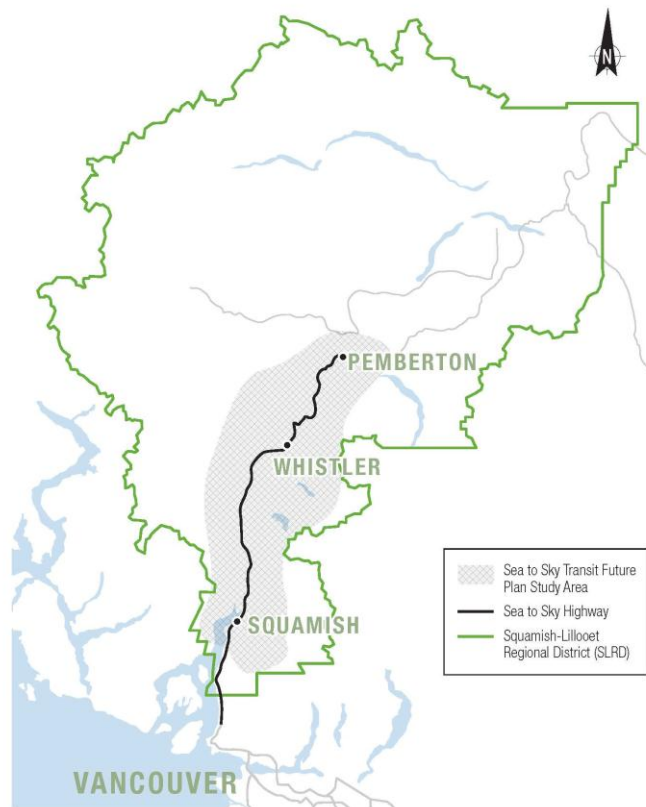 N
PEMBERTON
WHISTLER
SQUAMISH
VANCOUVER
Sea to Sky Transit Future
Plan Study Area
Sea to Sky Highway
Squamish-Lillooet
Regional District (SLRD)